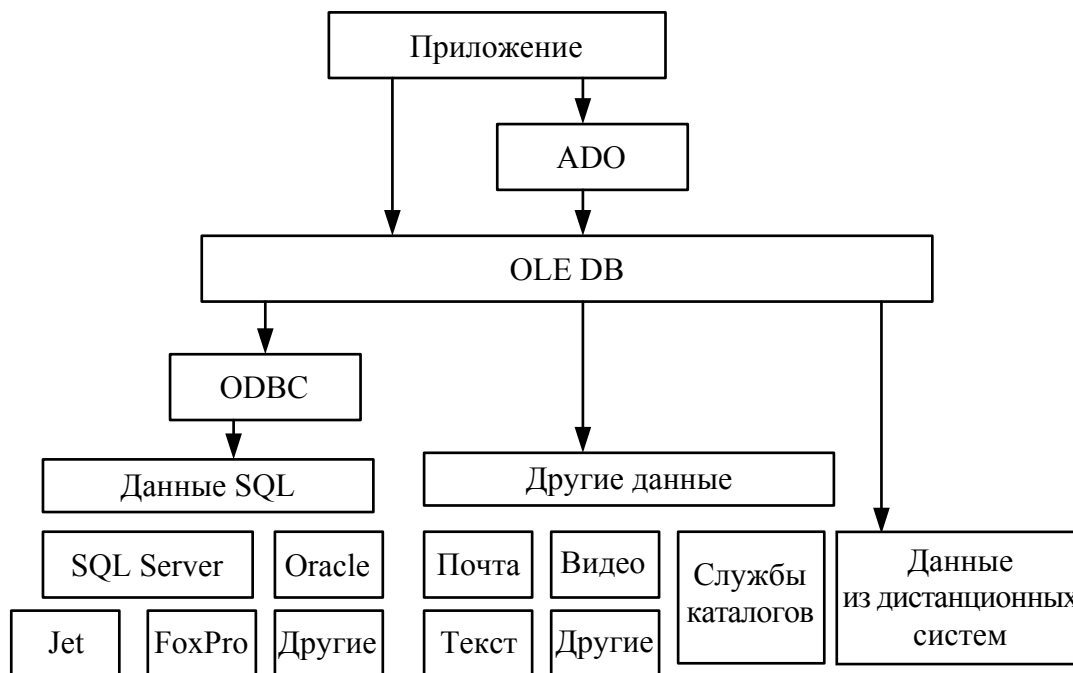 Приложение
ADO
OLE DB
ODBC
Данные SQL
Другие данные
SQL Server
Oracle
Почта
Видео
Службы
каталогов
Данные
из дистанционных
систем
Jet
FoxPro
Другие
Текст
Другие